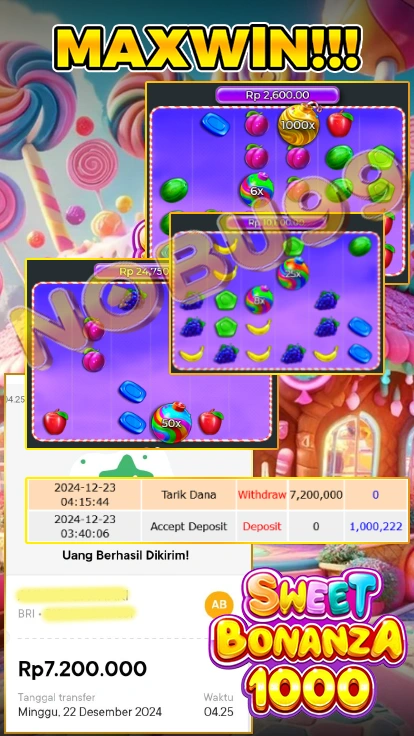 MAXWIN!!!
Rp 2,600.00
1000x
6x
25x
8x
Rp 24,750
50x
NOBU99
04.25
2024-12-23
04:15:44
Tarik Dana
Withdraw
7,200,000
0
2024-12-23
03:40:06
Accept Deposit
Deposit
0
1,000,222
Uang Berhasil Dikirim!
BRI •
AB
Rp7.200.000
Tanggal transfer
Waktu
Minggu, 22 Desember 2024
04.25
SWEET
BONANZA
1000